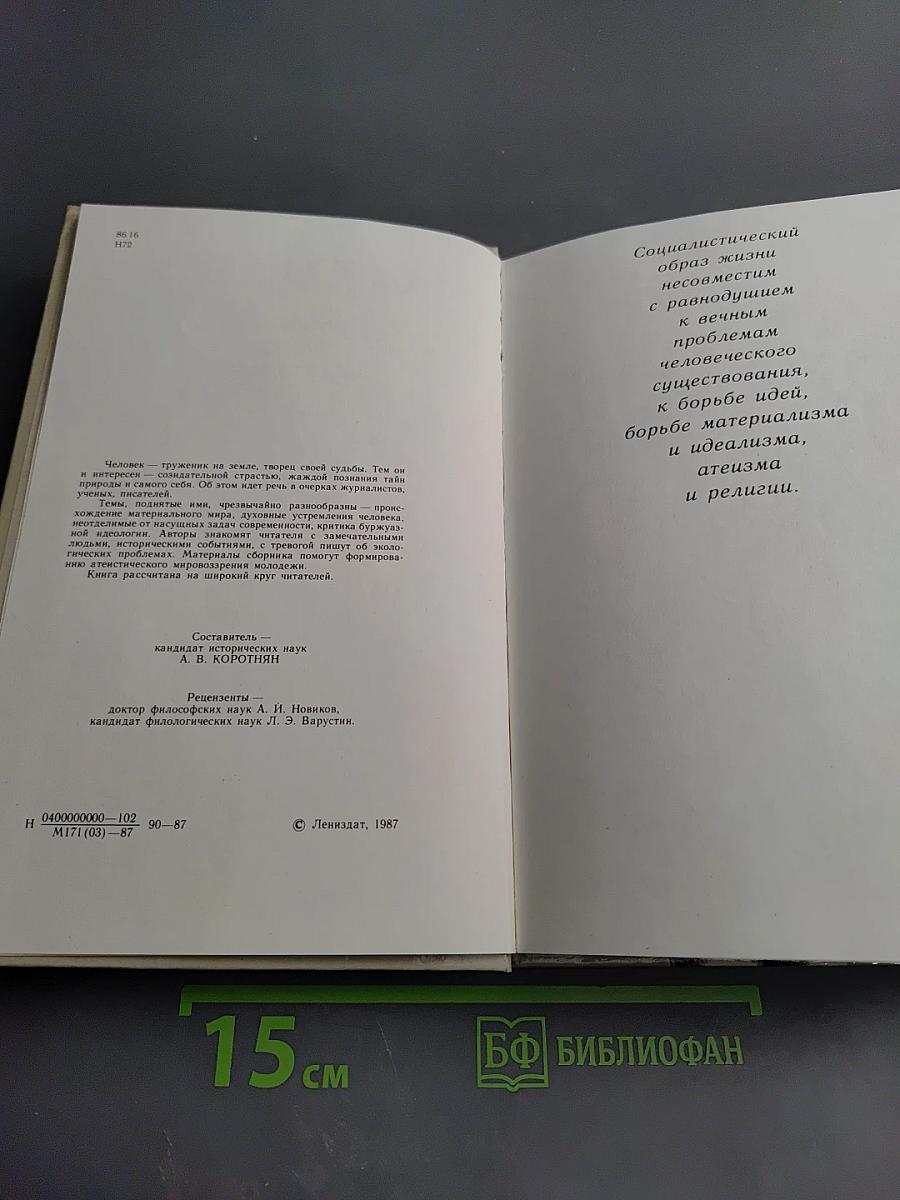 86.16
Н72
Человек — труженик на земле, творец своей судьбы. Тем он
и интересен — созидательной страстью, жаждой познания тайн
природы и самого себя. Об этом идет речь в очерках журналистов,
ученых, писателей.
Темы, поднятые ими, чрезвычайно разнообразны — проис-
хождение материального мира, духовные устремления человека,
неотделимые от насущных задач современности, критика буржуаз-
ной идеологии. Авторы знакомят читателя с замечательными
людьми, историческими событиями, с тревогой пишут об эколо-
гических проблемах. Материалы сборника помогут формирова-
нию атеистического мировоззрения молодежи.
Книга рассчитана на широкий круг читателей.
Составитель —
кандидат исторических наук
А. В. КОРОТНЯН
Рецензенты —
доктор философских наук А. И. Новиков,
кандидат филологических наук Л. Э. Варустин.
Н 0400000000—102 90—87
М171(03)—87
© Лениздат, 1987
Социалистический
образ жизни
несовместим
с равнодушием
к вечным
проблемам
человеческого
существования,
к борьбе идей,
борьбе материализма
и идеализма,
атеизма
и религии.
15 см
БФ БИБЛИОФАН